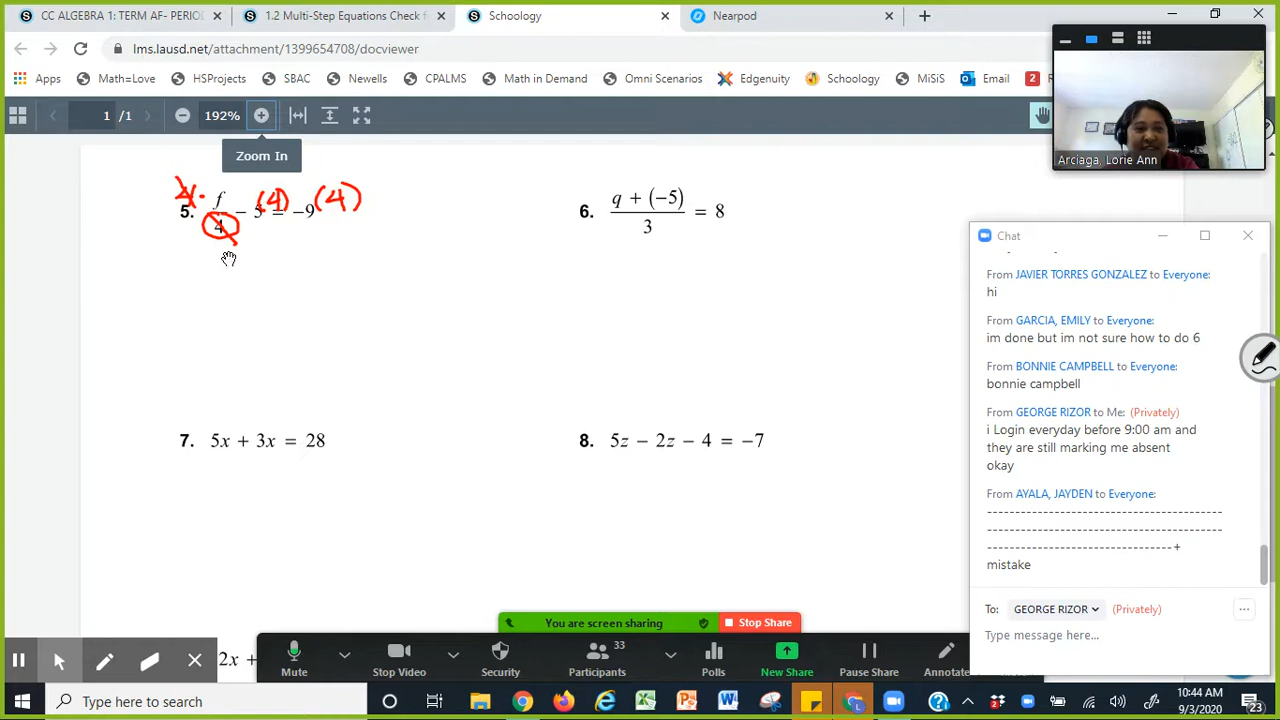 CC ALGEBRA 1: TERM AF- PERIO
1.2 Multi-Step Equations Check f
Schoology
Nearpod
lms.lausd.net/attachment/1399654708/docviewer
Apps
Math=Love
HSProjects
SBAC
Newells
CPALMS
Math in Demand
Omni Scenarios
Edgenuity
Schoology
MiSiS
Email
2
1 /1
192%
Zoom In
Arciaga, Lorie Ann
4· f/4 − 5(4) = −9 (4)
5.
6. (q + (−5))/3 = 8
7. 5x + 3x = 28
8. 5z − 2z − 4 = −7
2x +
Chat
From JAVIER TORRES GONZALEZ to Everyone:
hi
From GARCIA, EMILY to Everyone:
im done but im not sure how to do 6
From BONNIE CAMPBELL to Everyone:
bonnie campbell
From GEORGE RIZOR to Me: (Privately)
i Login everyday before 9:00 am and
they are still marking me absent
okay
From AYALA, JAYDEN to Everyone:
------------------------------------------
------------------------------------------
---------------------------------+
mistake
To: GEORGE RIZOR (Privately)
Type message here...
You are screen sharing
Stop Share
Mute
Stop Video
Security
33
Participants
Polls
New Share
Pause Share
Annotate
Type here to search
10:44 AM
9/3/2020
23